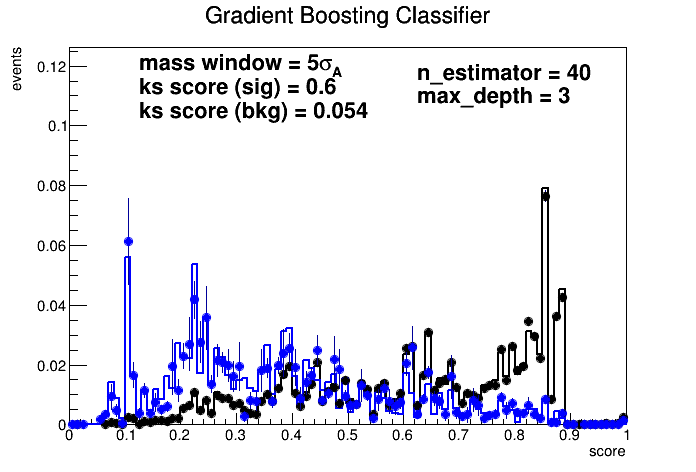 Gradient Boosting Classifier
events
mass window = 5σA
ks score (sig) = 0.6
ks score (bkg) = 0.054
n_estimator = 40
max_depth = 3
0.12
0.1
0.08
0.06
0.04
0.02
0
0 0.1 0.2 0.3 0.4 0.5 0.6 0.7 0.8 0.9 1
score